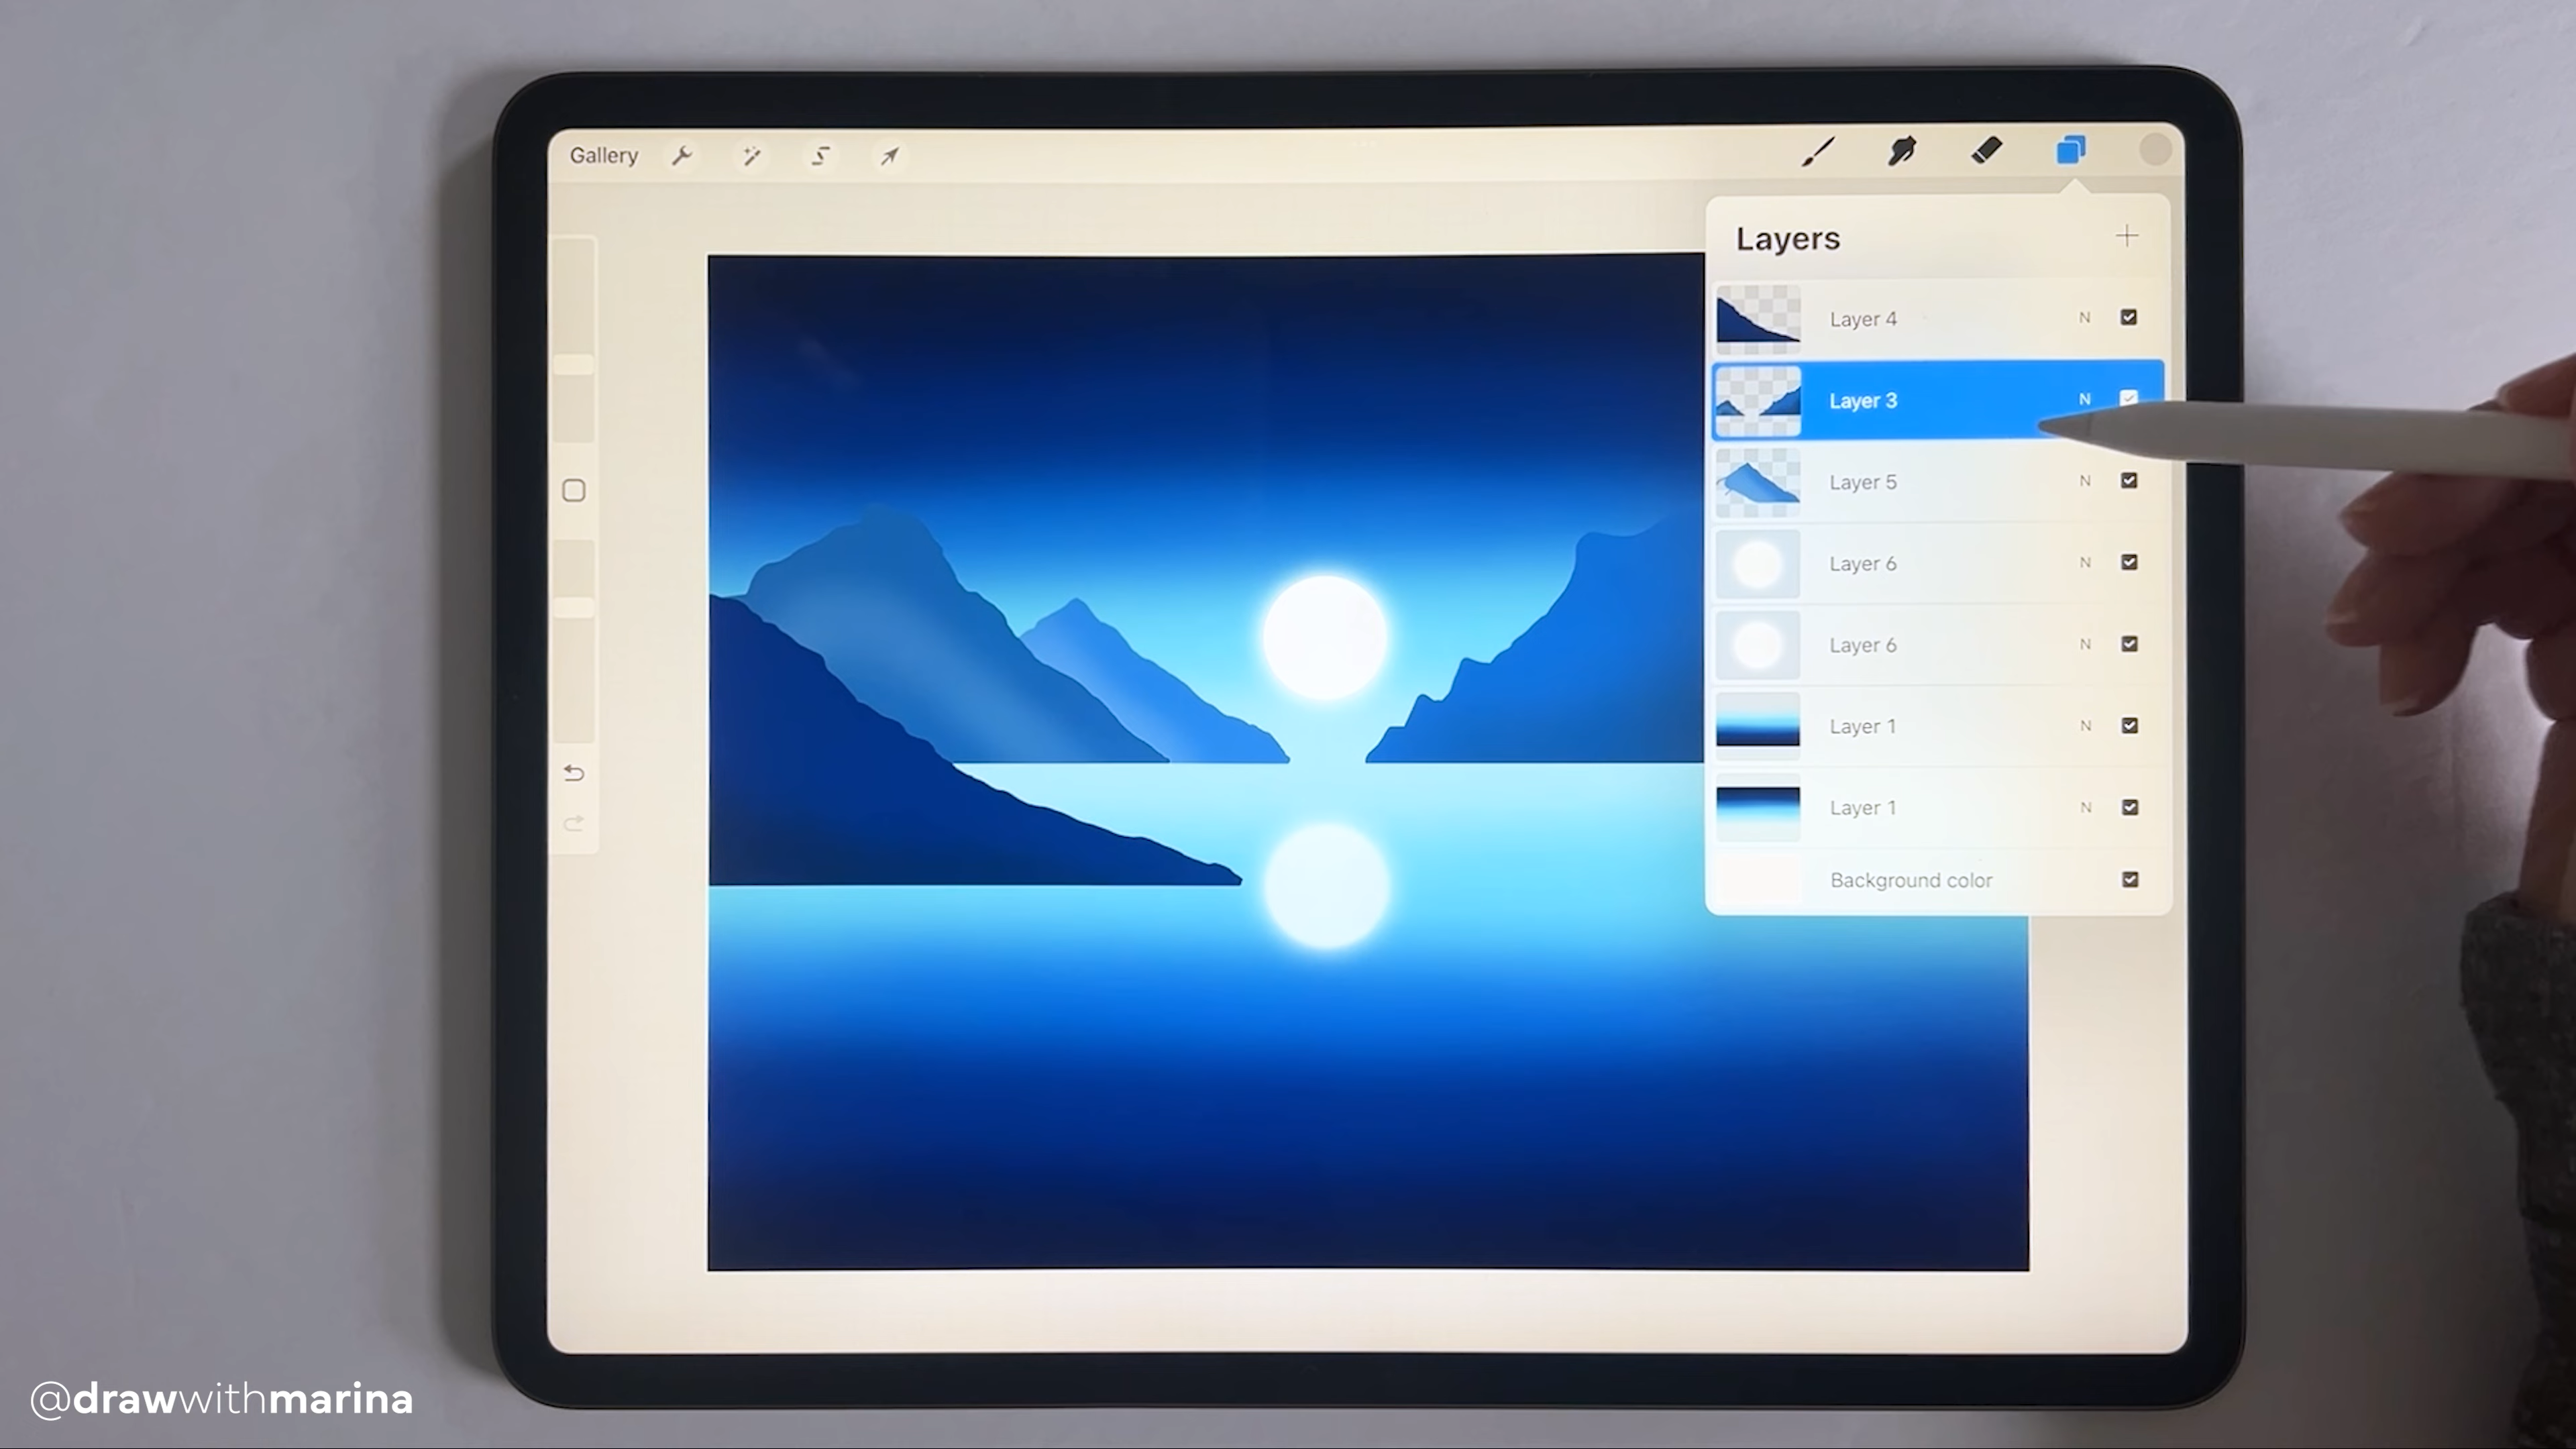 Gallery
Layers
Layer 4 N
Layer 3 N
Layer 5 N
Layer 6 N
Layer 6 N
Layer 1 N
Layer 1 N
Background color
@drawwithmarina